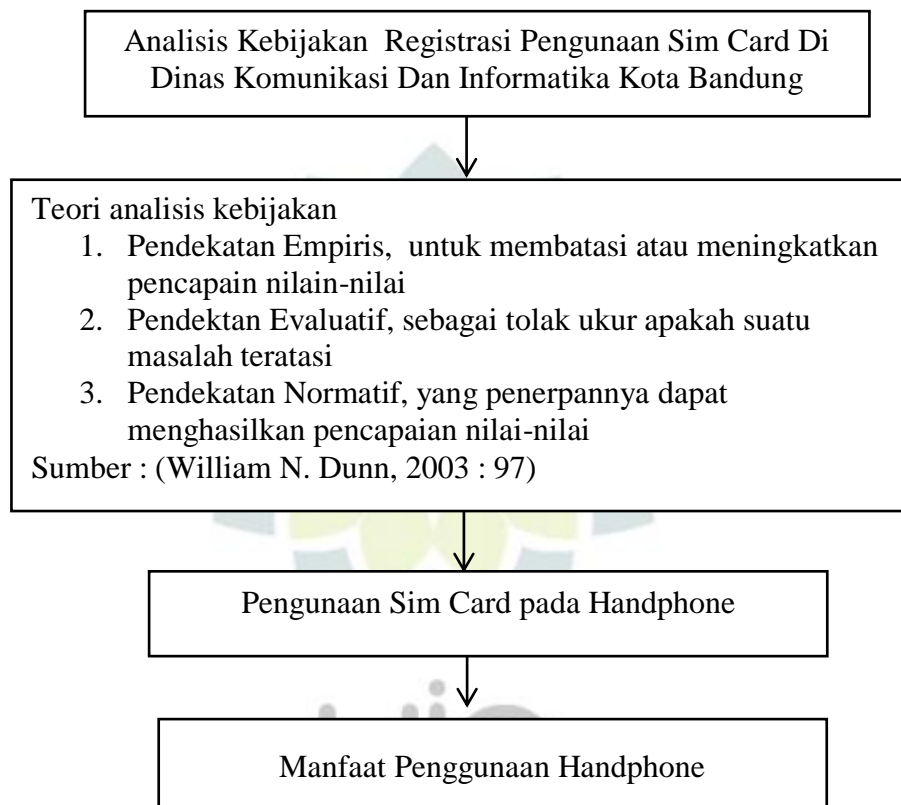 Analisis Kebijakan  Registrasi Pengunaan Sim Card Di
Dinas Komunikasi Dan Informatika Kota Bandung
Teori analisis kebijakan
1. Pendekatan Empiris,  untuk membatasi atau meningkatkan
pencapain nilain-nilai
2. Pendektan Evaluatif, sebagai tolak ukur apakah suatu
masalah teratasi
3. Pendekatan Normatif, yang penerpannya dapat
menghasilkan pencapaian nilai-nilai
Sumber : (William N. Dunn, 2003 : 97)
Pengunaan Sim Card pada Handphone
Manfaat Penggunaan Handphone